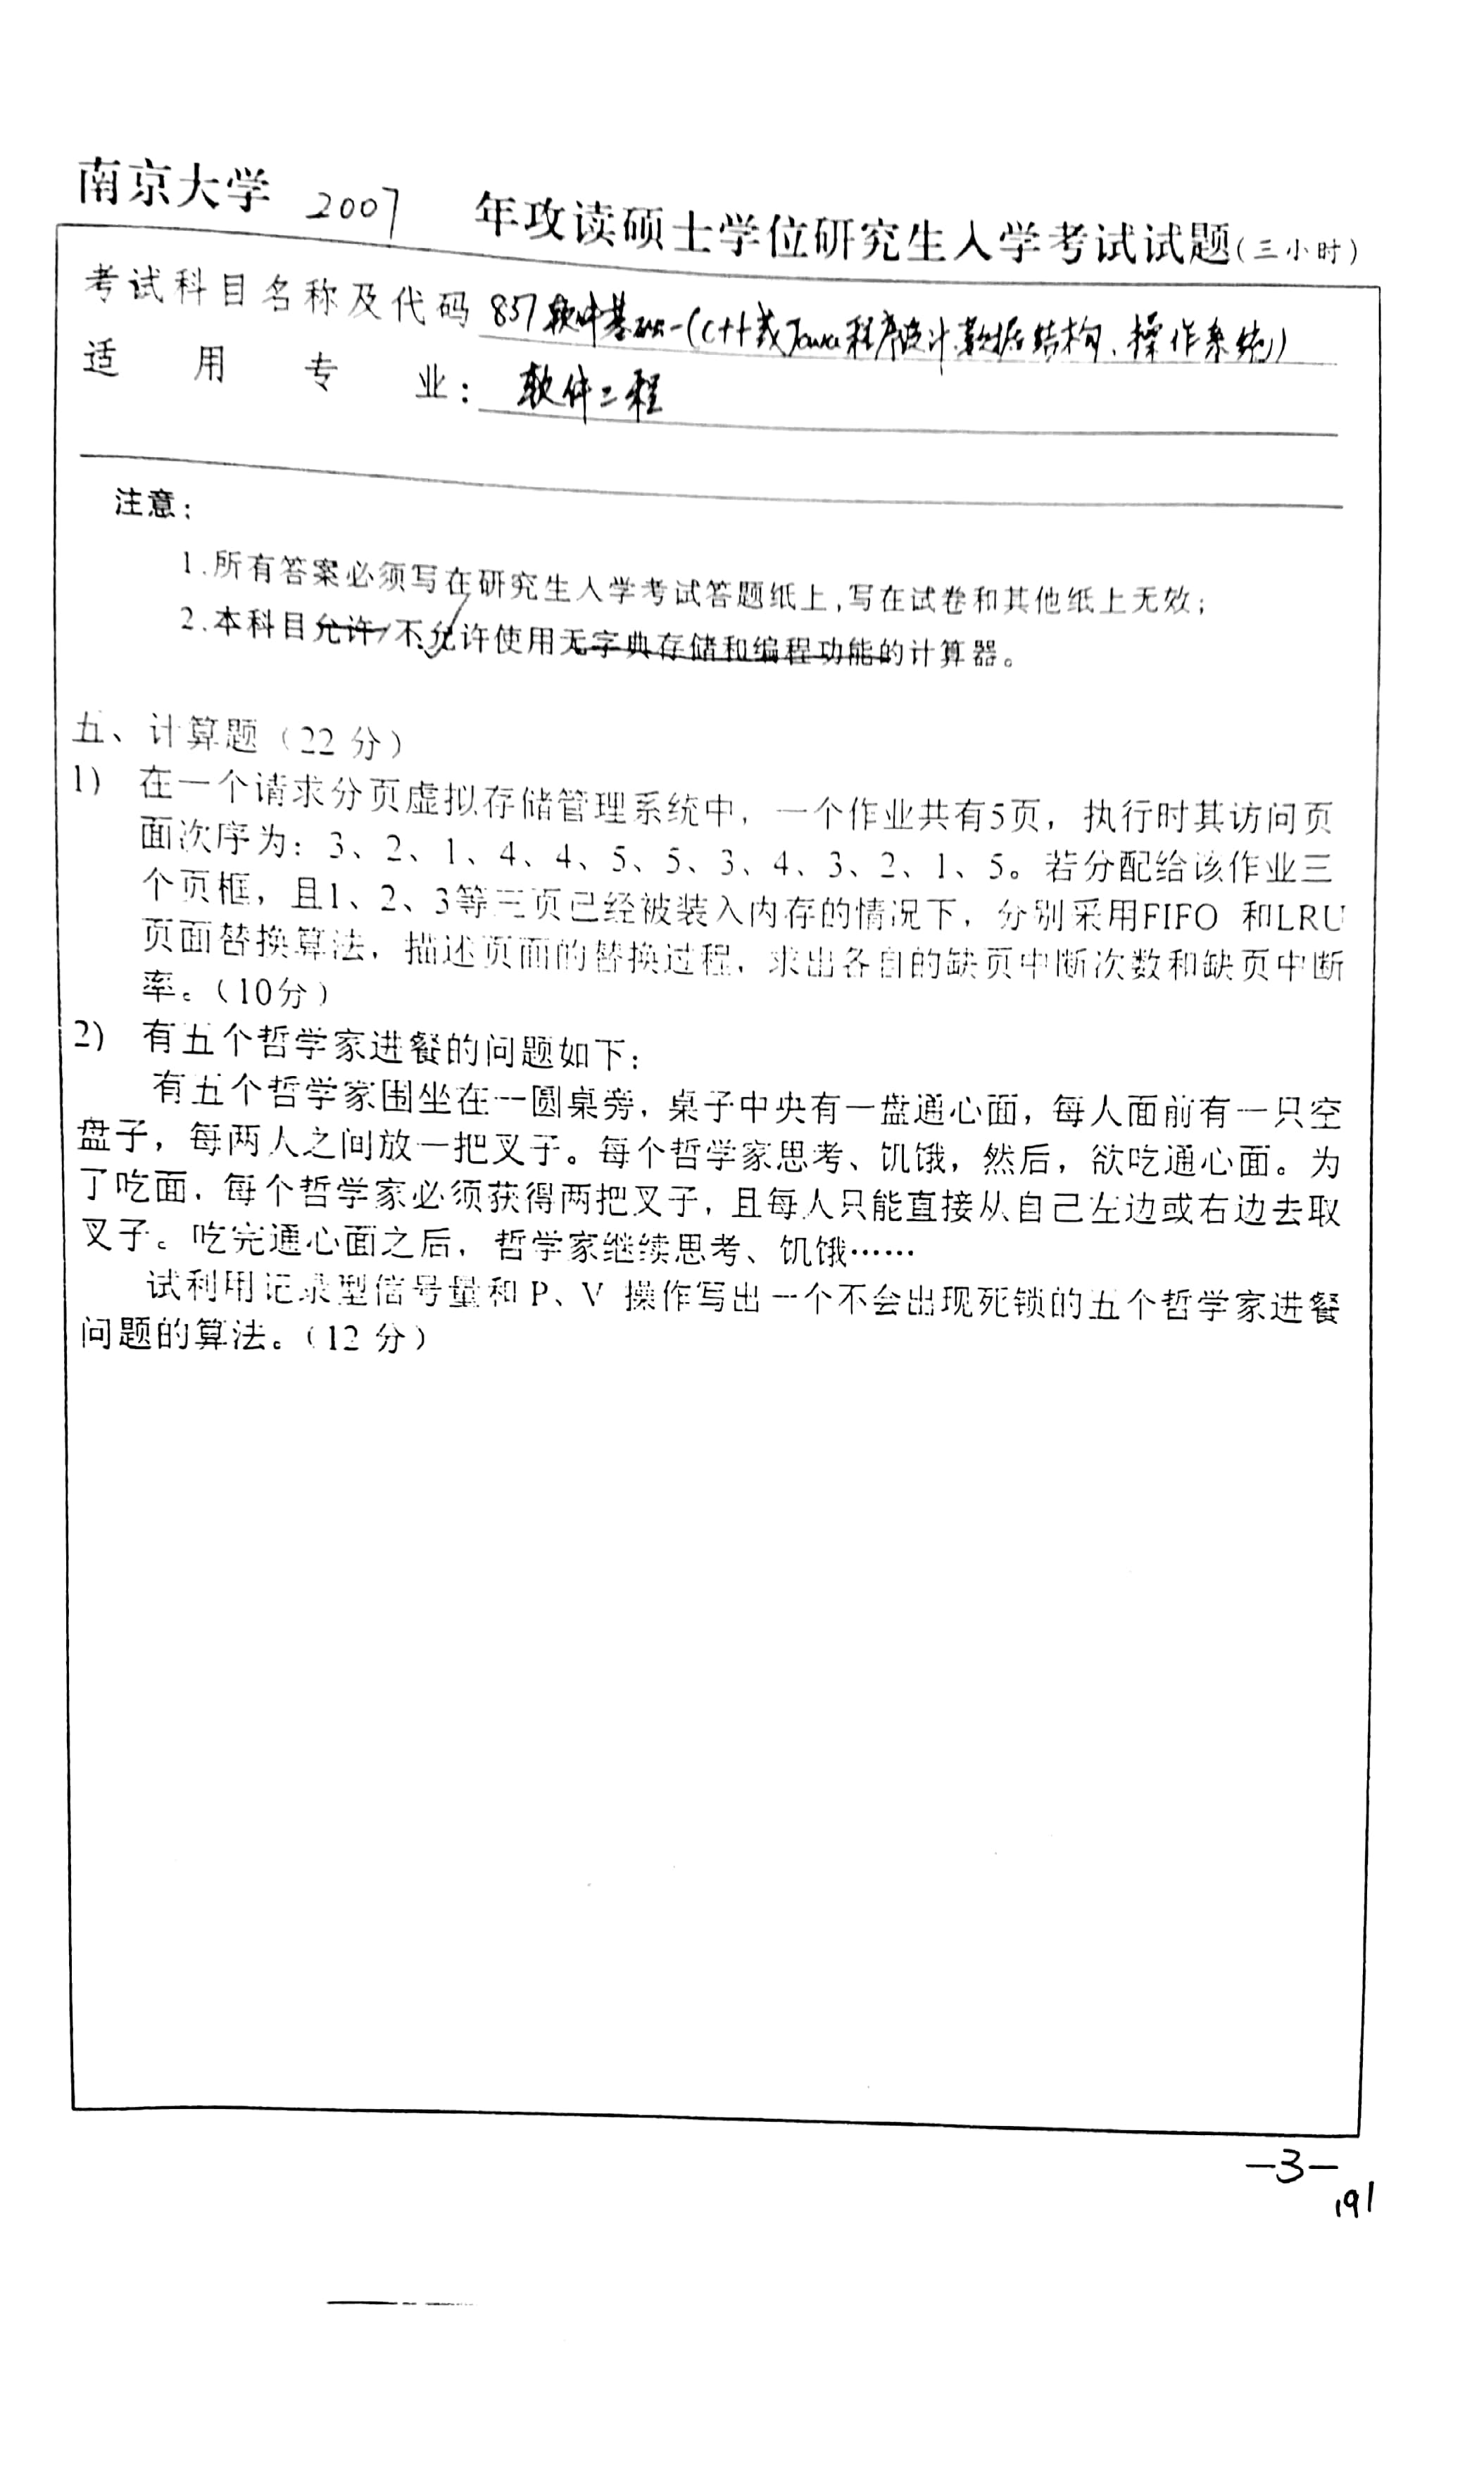 南京大学 2007 年攻读硕士学位研究生入学考试试题(三小时)
考试科目名称及代码 857软件基础一(C++或Java程序设计、数据结构、操作系统)
适用专业: 软件工程
注意:
1.所有答案必须写在研究生入学考试答题纸上,写在试卷和其他纸上无效;
2.本科目允许/不允许使用无字典存储和编程功能的计算器。
五、计算题(22 分)
1) 在一个请求分页虚拟存储管理系统中,一个作业共有5页,执行时其访问页
面次序为:3、2、1、4、4、5、5、3、4、3、2、1、5。若分配给该作业三
个页框,且1、2、3等三页已经被装入内存的情况下,分别采用FIFO 和LRU
页面替换算法,描述页面的替换过程,求出各自的缺页中断次数和缺页中断
率。(10分)
2) 有五个哲学家进餐的问题如下:
有五个哲学家围坐在一圆桌旁,桌子中央有一盘通心面,每人面前有一只空
盘子,每两人之间放一把叉子。每个哲学家思考、饥饿,然后,欲吃通心面。为
了吃面,每个哲学家必须获得两把叉子,且每人只能直接从自己左边或右边去取
叉子。吃完通心面之后,哲学家继续思考、饥饿……
试利用记录型信号量和 P、V 操作写出一个不会出现死锁的五个哲学家进餐
问题的算法。(12 分)
-3-
191